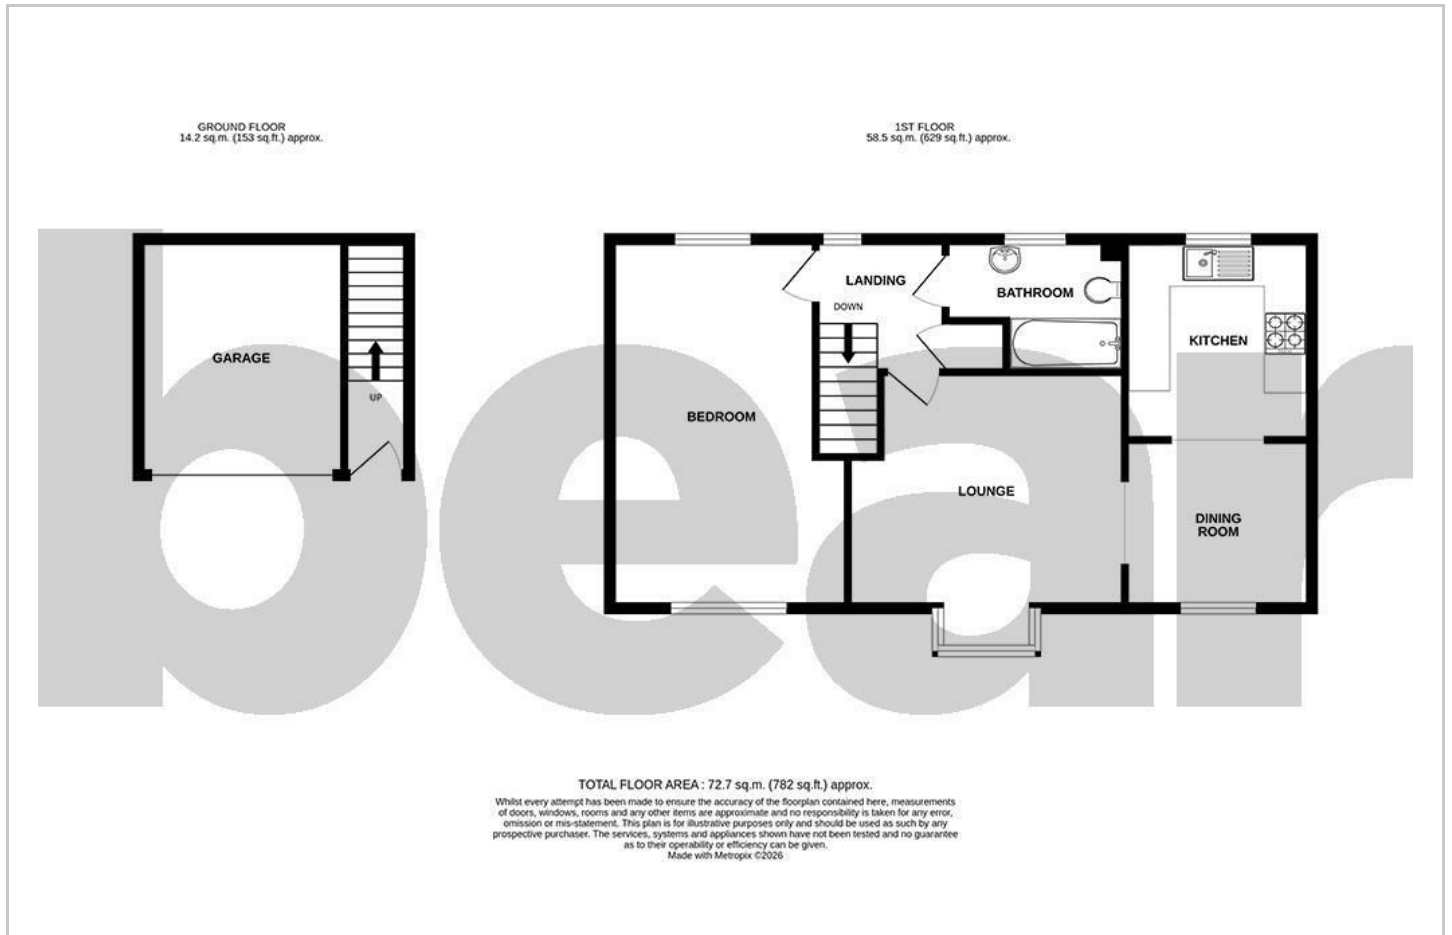 GROUND FLOOR
14.2 sq.m. (153 sq.ft.) approx.
1ST FLOOR
58.5 sq.m. (629 sq.ft.) approx.
GARAGE
UP
LANDING
DOWN
BATHROOM
KITCHEN
BEDROOM
LOUNGE
DINING
ROOM
bear
TOTAL FLOOR AREA : 72.7 sq.m. (782 sq.ft.) approx.
Whilst every attempt has been made to ensure the accuracy of the floorplan contained here, measurements
of doors, windows, rooms and any other items are approximate and no responsibility is taken for any error,
omission or mis-statement. This plan is for illustrative purposes only and should be used as such by any
prospective purchaser. The services, systems and appliances shown have not been tested and no guarantee
as to their operability or efficiency can be given.
Made with Metropix ©2026